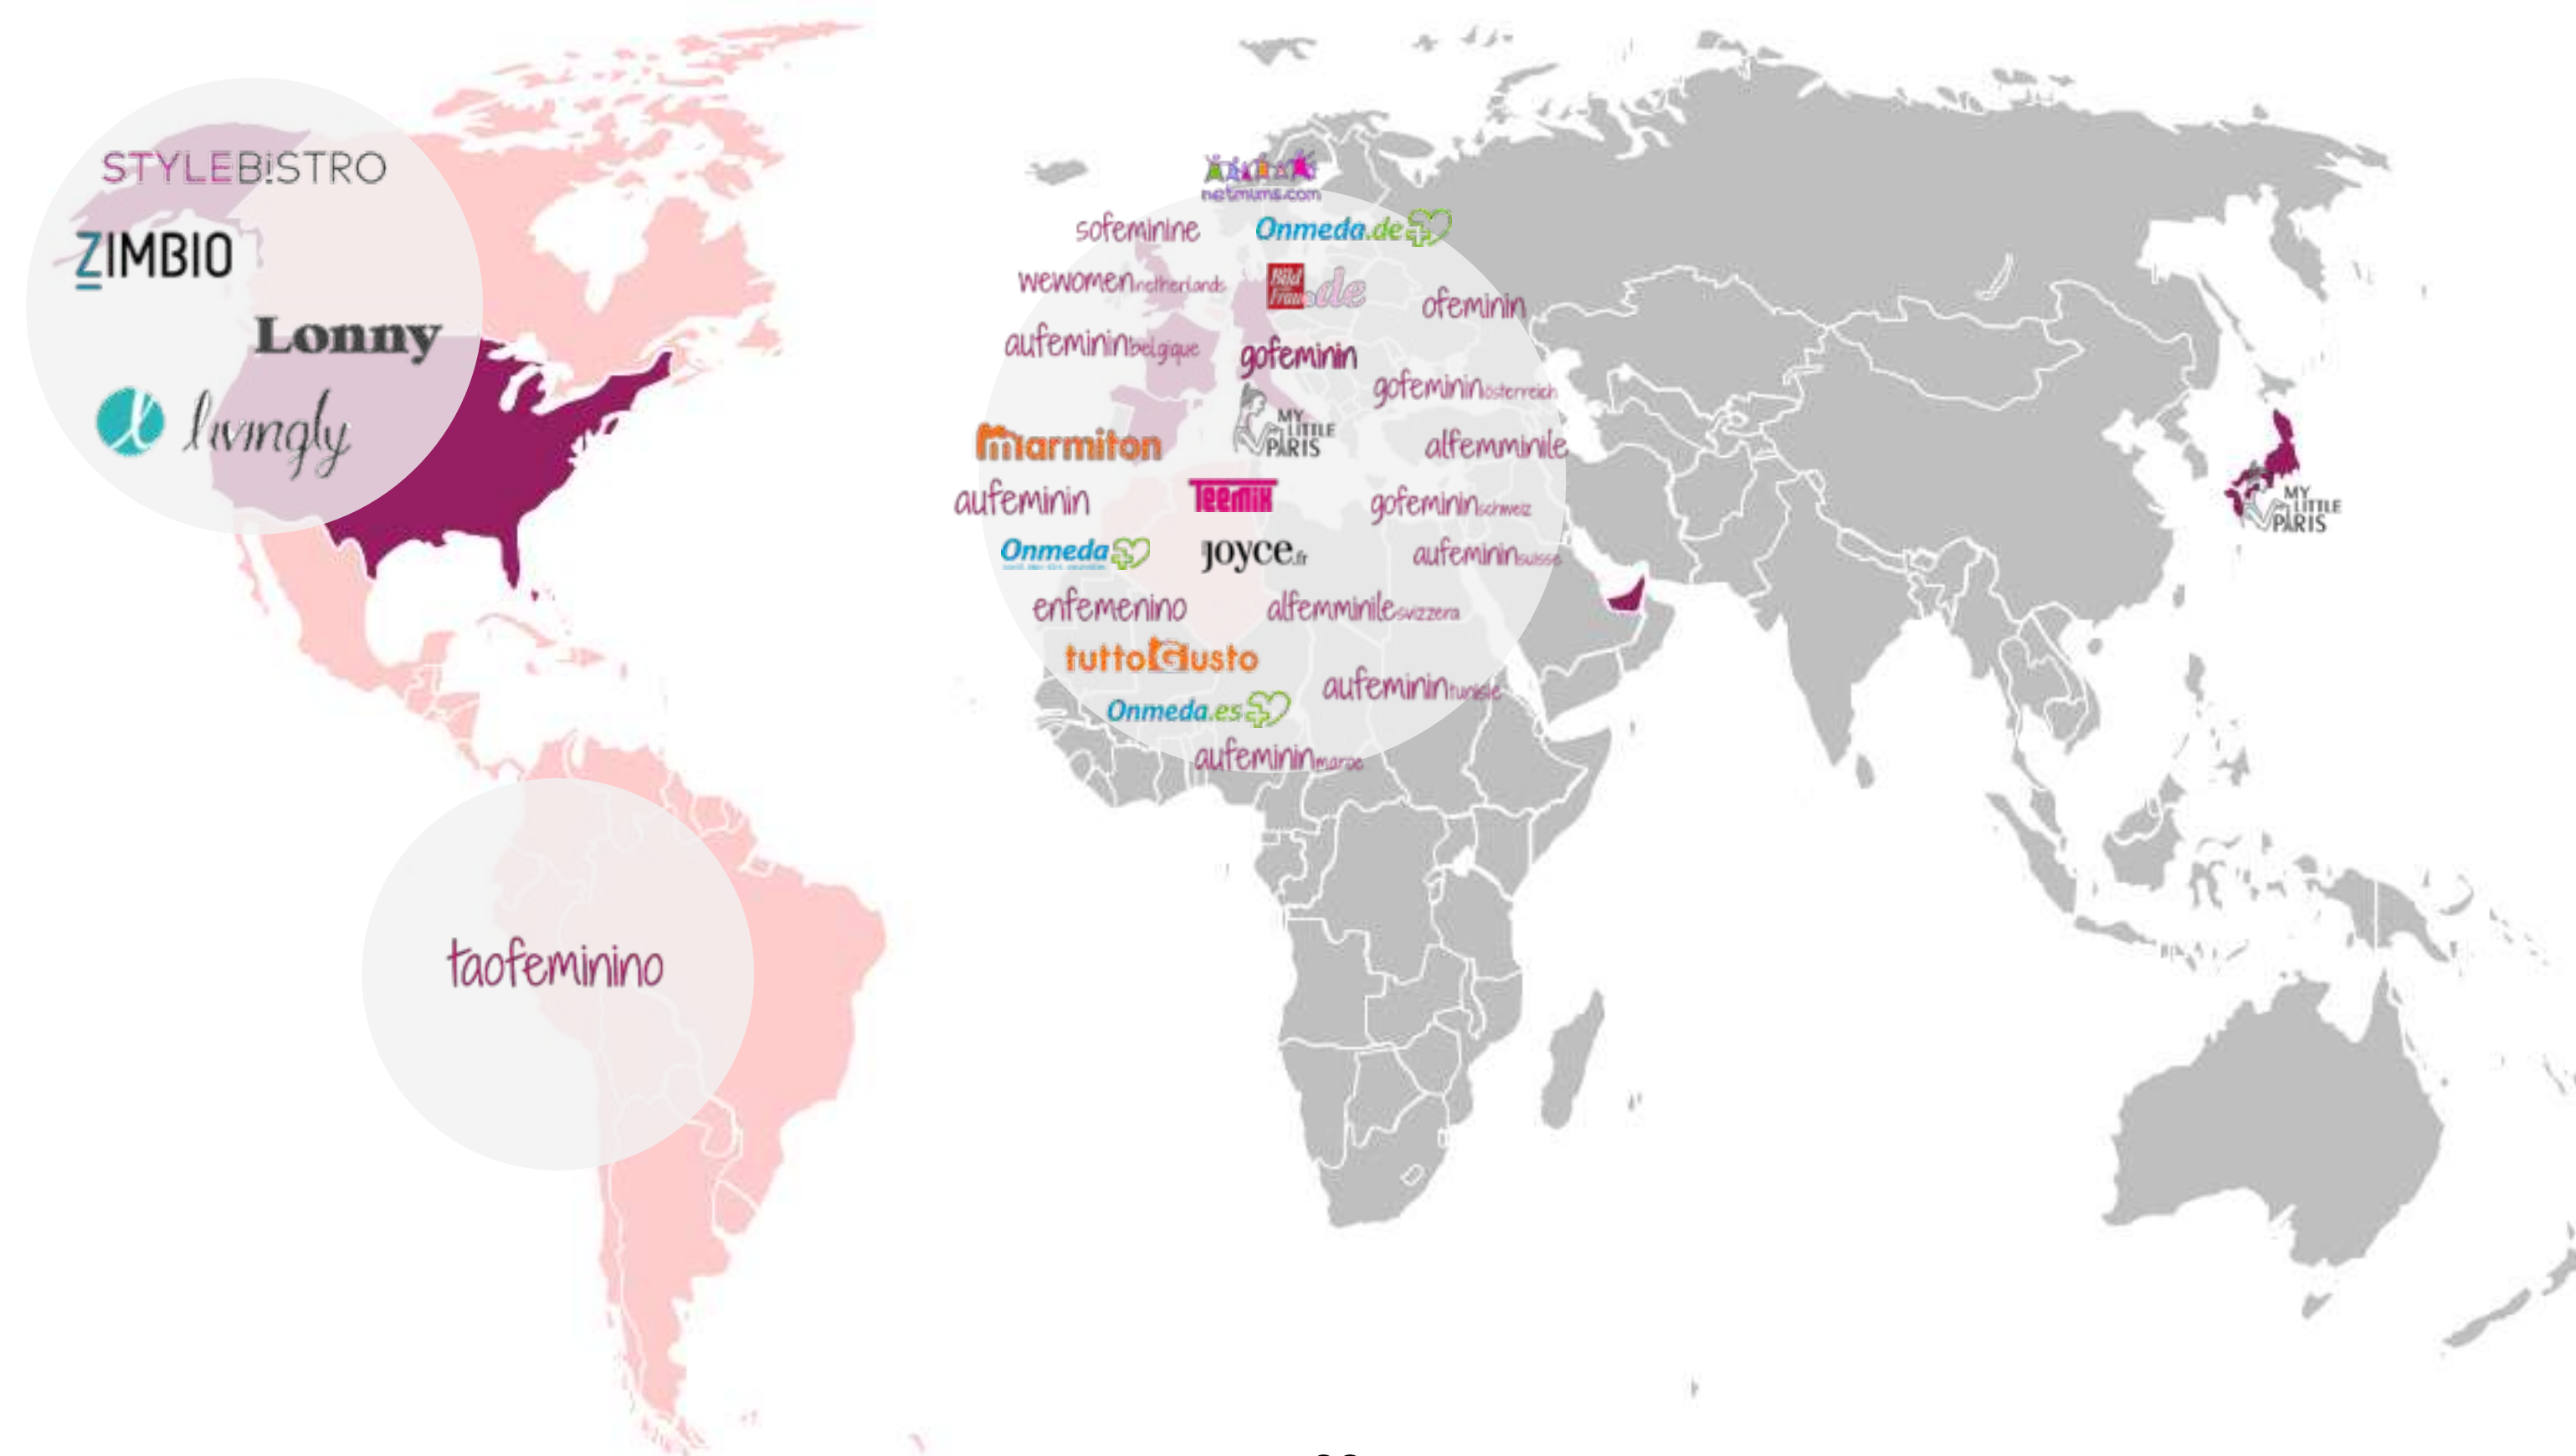 STYLEBiSTRO
ZIMBIO
Lonny
livingly
taofeminino
netmums.com
sofeminine
Onmeda.de
wewomen netherlands
Bild
Frau.de
ofeminin
aufeminin belgique
gofeminin
gofeminin österreich
MY
LITTLE
PARIS
marmiton
alfemminile
aufeminin
Teemix
gofeminin schweiz
Onmeda
Joyce.fr
aufeminin suisse
enfemenino
alfemminile svizzera
tuttoGusto
aufeminin tunisie
Onmeda.es
aufeminin maroc
MY
LITTLE
PARIS